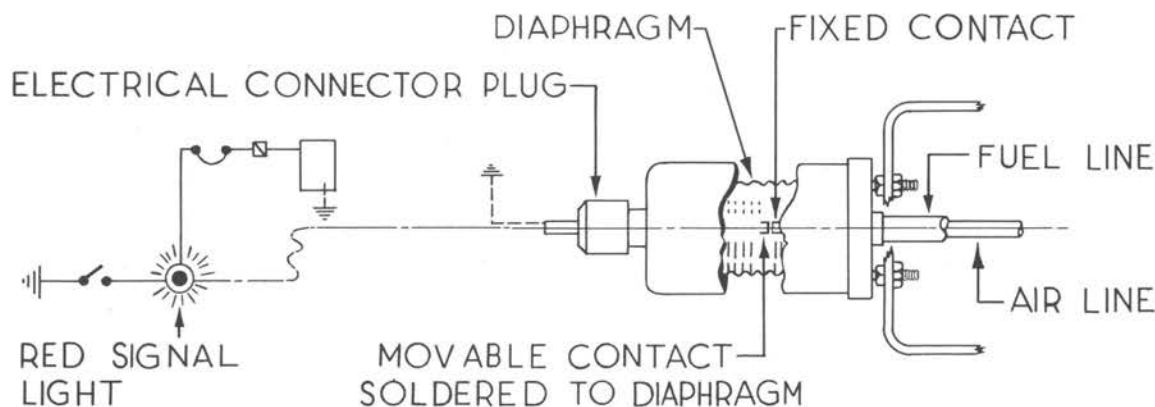 DIAPHRAGM
FIXED CONTACT
ELECTRICAL CONNECTOR PLUG
FUEL LINE
AIR LINE
RED SIGNAL
LIGHT
MOVABLE CONTACT
SOLDERED TO DIAPHRAGM